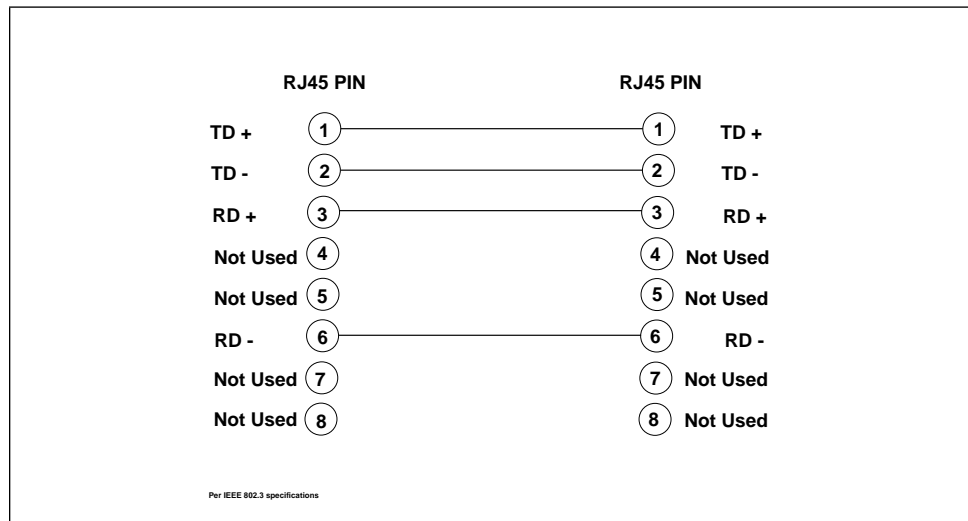 RJ45 PIN RJ45 PIN
TD + 1 1 TD +
TD - 2 2 TD -
RD + 3 3 RD +
Not Used 4 4 Not Used
Not Used 5 5 Not Used
RD - 6 6 RD -
Not Used 7 7 Not Used
Not Used 8 8 Not Used
Per IEEE 802.3 specifications